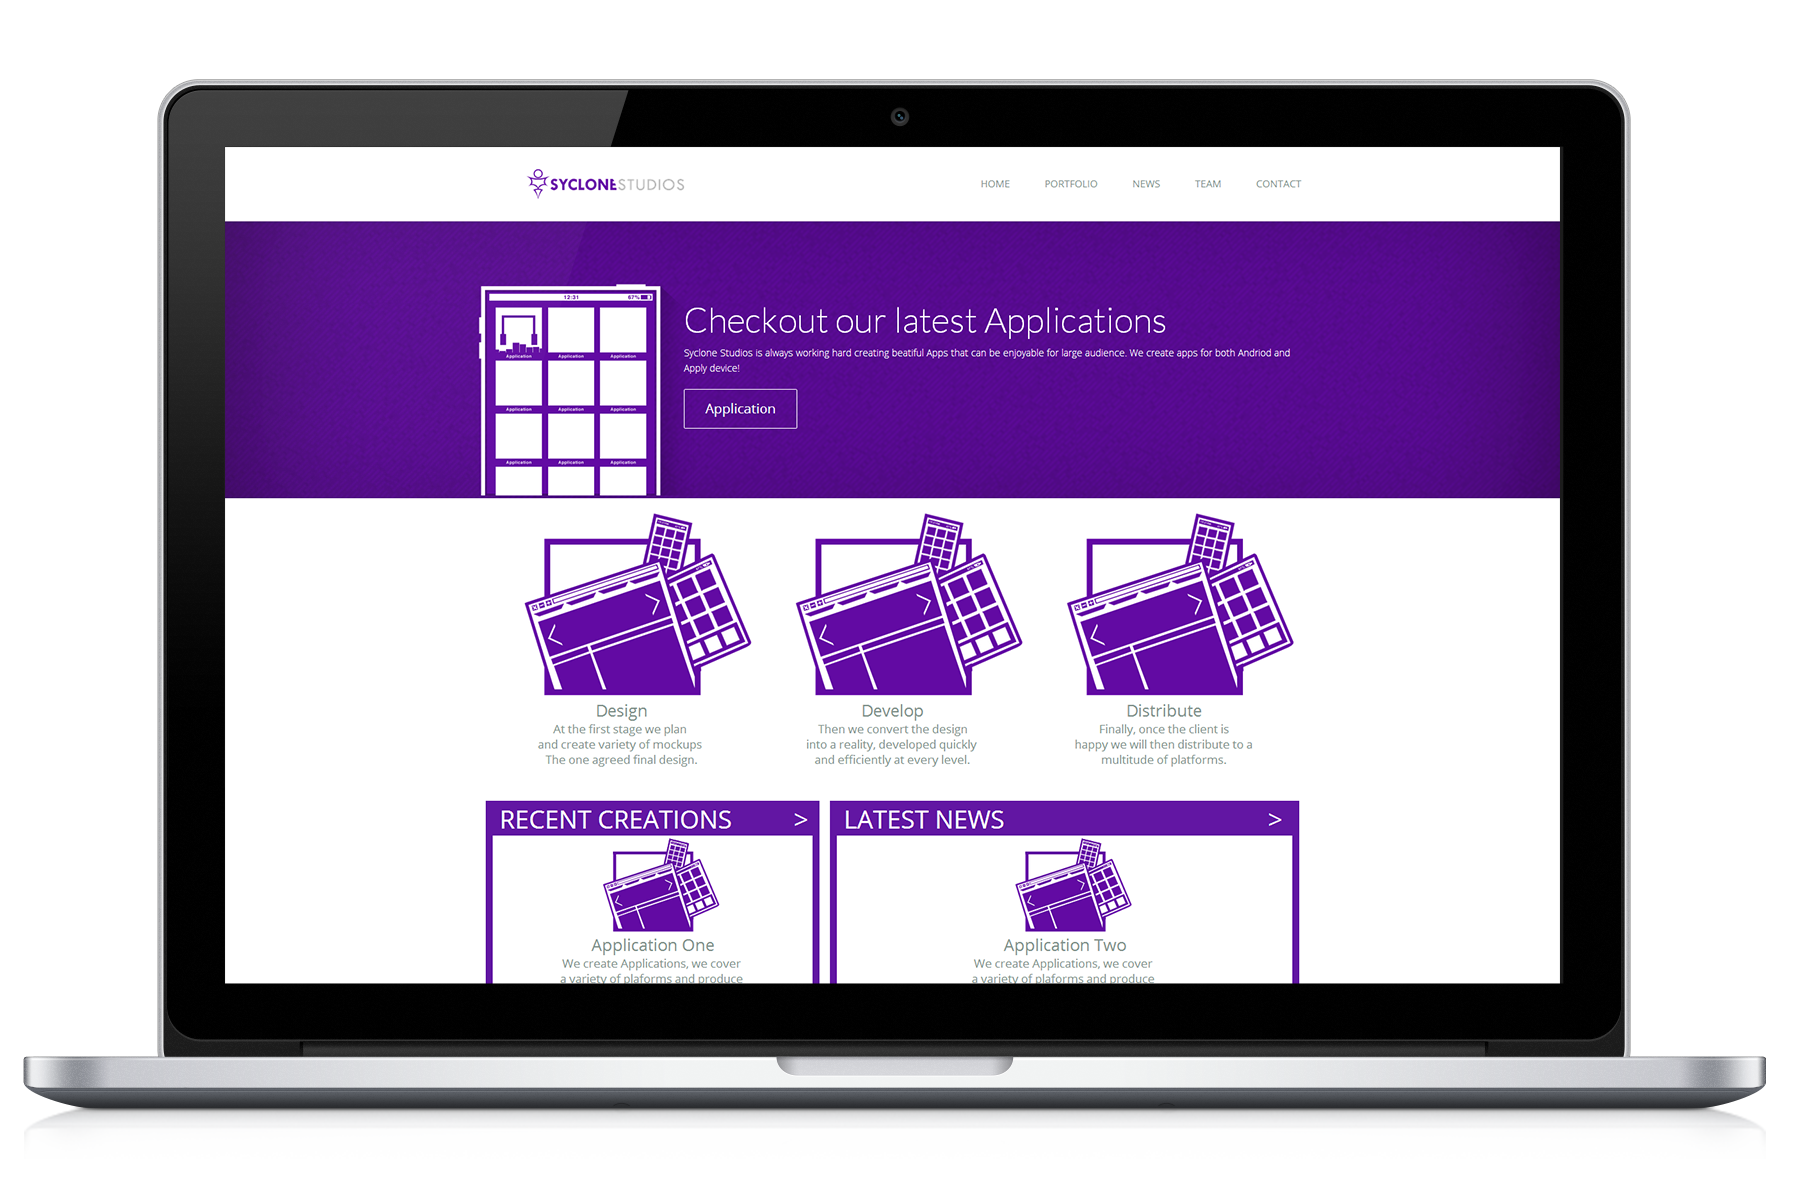 SYCLONESTUDIOS
HOME PORTFOLIO NEWS TEAM CONTACT
12:31 67%
Application Application Application
Application Application Application
Application Application Application
Checkout our latest Applications
Syclone Studios is always working hard creating beatiful Apps that can be enjoyable for large audience. We create apps for both Andriod and
Apply device!
Application
Design
At the first stage we plan
and create variety of mockups
The one agreed final design.
Develop
Then we convert the design
into a reality, developed quickly
and efficiently at every level.
Distribute
Finally, once the client is
happy we will then distribute to a
multitude of platforms.
RECENT CREATIONS >
Application One
We create Applications, we cover
a variety of plaforms and produce
LATEST NEWS >
Application Two
We create Applications, we cover
a variety of plaforms and produce